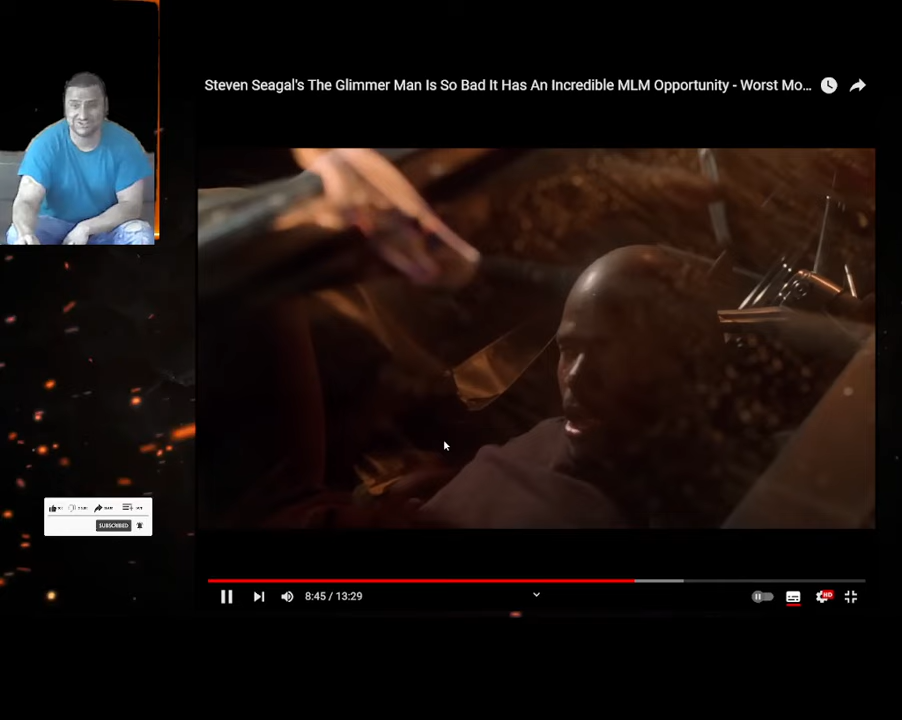 Steven Seagal's The Glimmer Man Is So Bad It Has An Incredible MLM Opportunity - Worst Mo...
SUBSCRIBED
8:45 / 13:29
HD